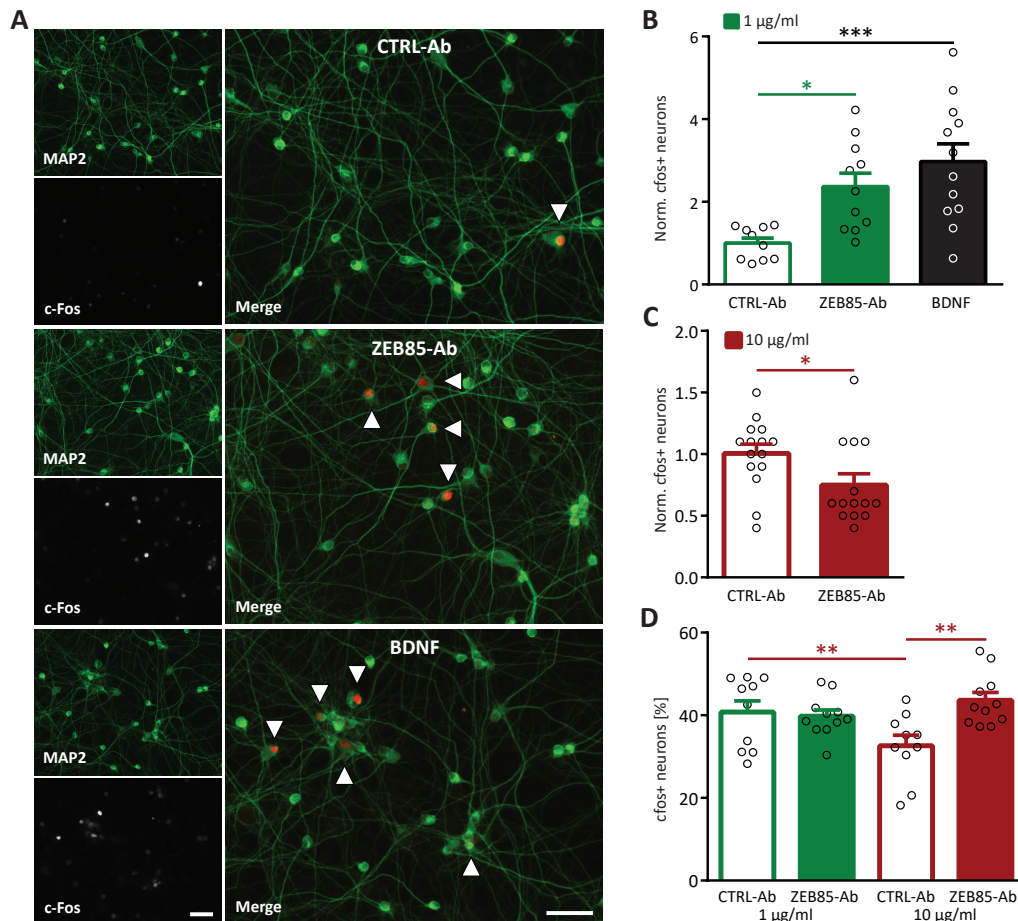 A
CTRL-Ab
MAP2
c-Fos
Merge
ZEB85-Ab
MAP2
c-Fos
Merge
BDNF
MAP2
c-Fos
Merge
B
1 µg/ml
***
*
Norm. cfos+ neurons
6
4
2
0
CTRL-Ab ZEB85-Ab BDNF
C
10 µg/ml
*
Norm. cfos+ neurons
2.0
1.5
1.0
0.5
0.0
CTRL-Ab ZEB85-Ab
D
** **
cfos+ neurons [%]
60
40
20
0
CTRL-Ab ZEB85-Ab CTRL-Ab ZEB85-Ab
1 µg/ml 10 µg/ml